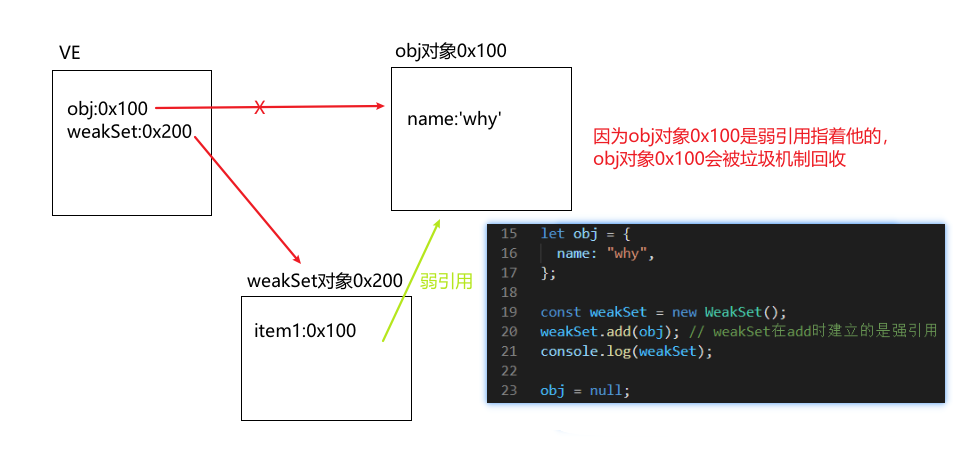 VE
obj对象0x100
obj:0x100
weakSet:0x200
X
name:'why'
因为obj对象0x100是弱引用指着他的,
obj对象0x100会被垃圾机制回收
weakSet对象0x200
弱引用
item1:0x100
15 let obj = {
16 name: "why",
17 };
18
19 const weakSet = new WeakSet();
20 weakSet.add(obj); // weakSet在add时建立的是强引用
21 console.log(weakSet);
22
23 obj = null;